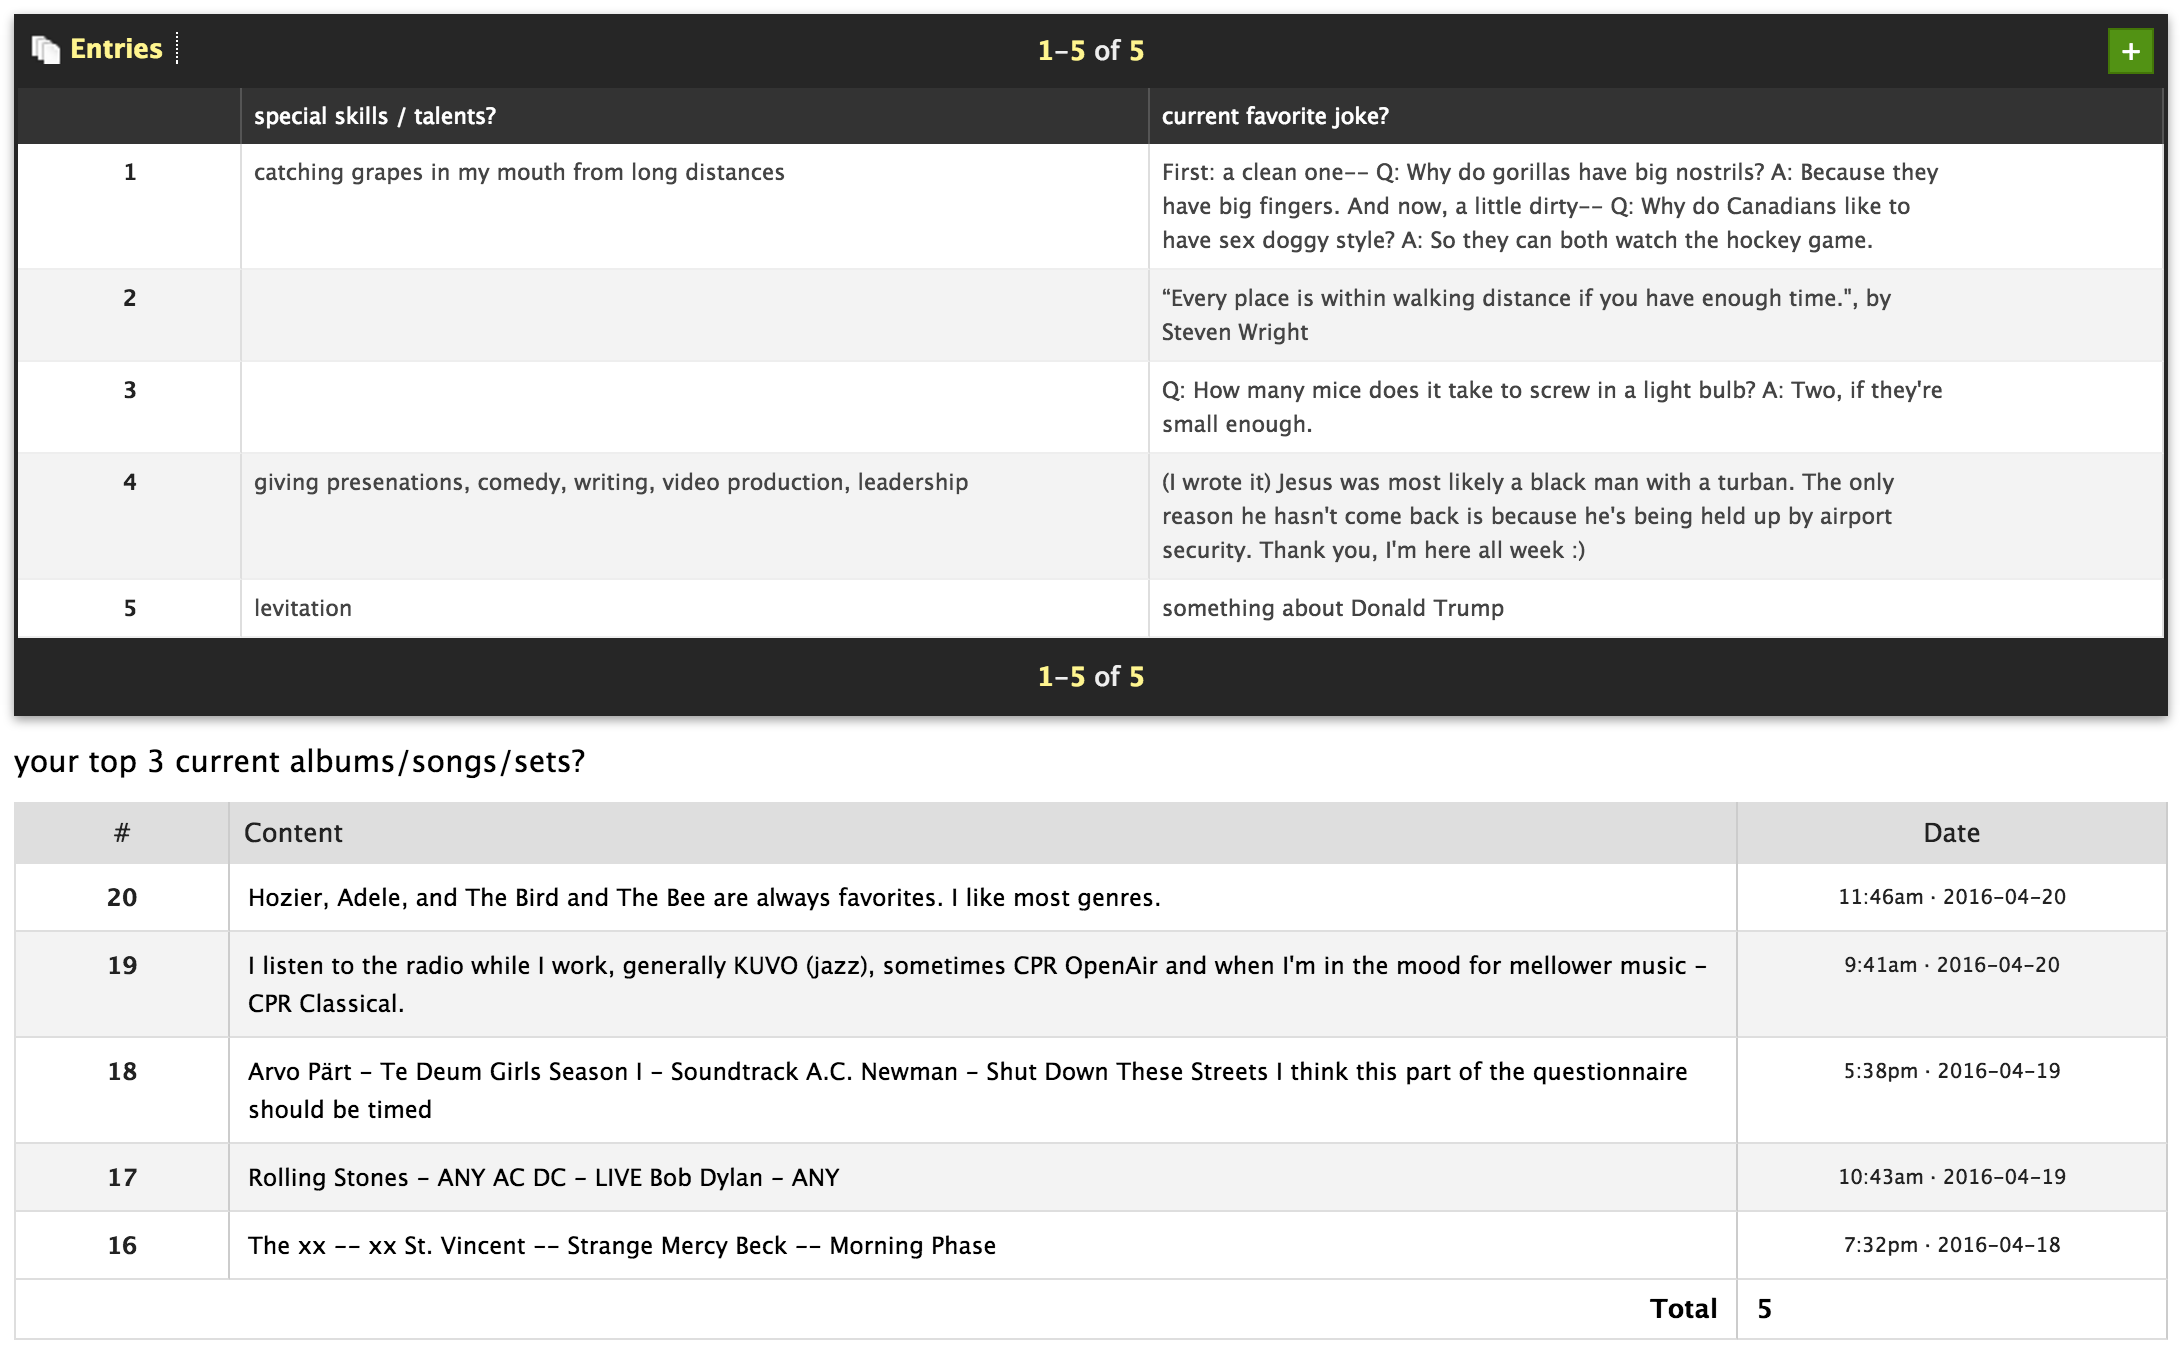 Entries
1–5 of 5
+
special skills / talents?
current favorite joke?
1
catching grapes in my mouth from long distances
First: a clean one-- Q: Why do gorillas have big nostrils? A: Because they
have big fingers. And now, a little dirty-- Q: Why do Canadians like to
have sex doggy style? A: So they can both watch the hockey game.
2
“Every place is within walking distance if you have enough time.", by
Steven Wright
3
Q: How many mice does it take to screw in a light bulb? A: Two, if they're
small enough.
4
giving presenations, comedy, writing, video production, leadership
(I wrote it) Jesus was most likely a black man with a turban. The only
reason he hasn't come back is because he's being held up by airport
security. Thank you, I'm here all week :)
5
levitation
something about Donald Trump
1–5 of 5
your top 3 current albums/songs/sets?
# Content Date
20 Hozier, Adele, and The Bird and The Bee are always favorites. I like most genres. 11:46am · 2016-04-20
19 I listen to the radio while I work, generally KUVO (jazz), sometimes CPR OpenAir and when I'm in the mood for mellower music - 9:41am · 2016-04-20
CPR Classical.
18 Arvo Pärt - Te Deum Girls Season I - Soundtrack A.C. Newman - Shut Down These Streets I think this part of the questionnaire 5:38pm · 2016-04-19
should be timed
17 Rolling Stones - ANY AC DC - LIVE Bob Dylan - ANY 10:43am · 2016-04-19
16 The xx -- xx St. Vincent -- Strange Mercy Beck -- Morning Phase 7:32pm · 2016-04-18
Total 5